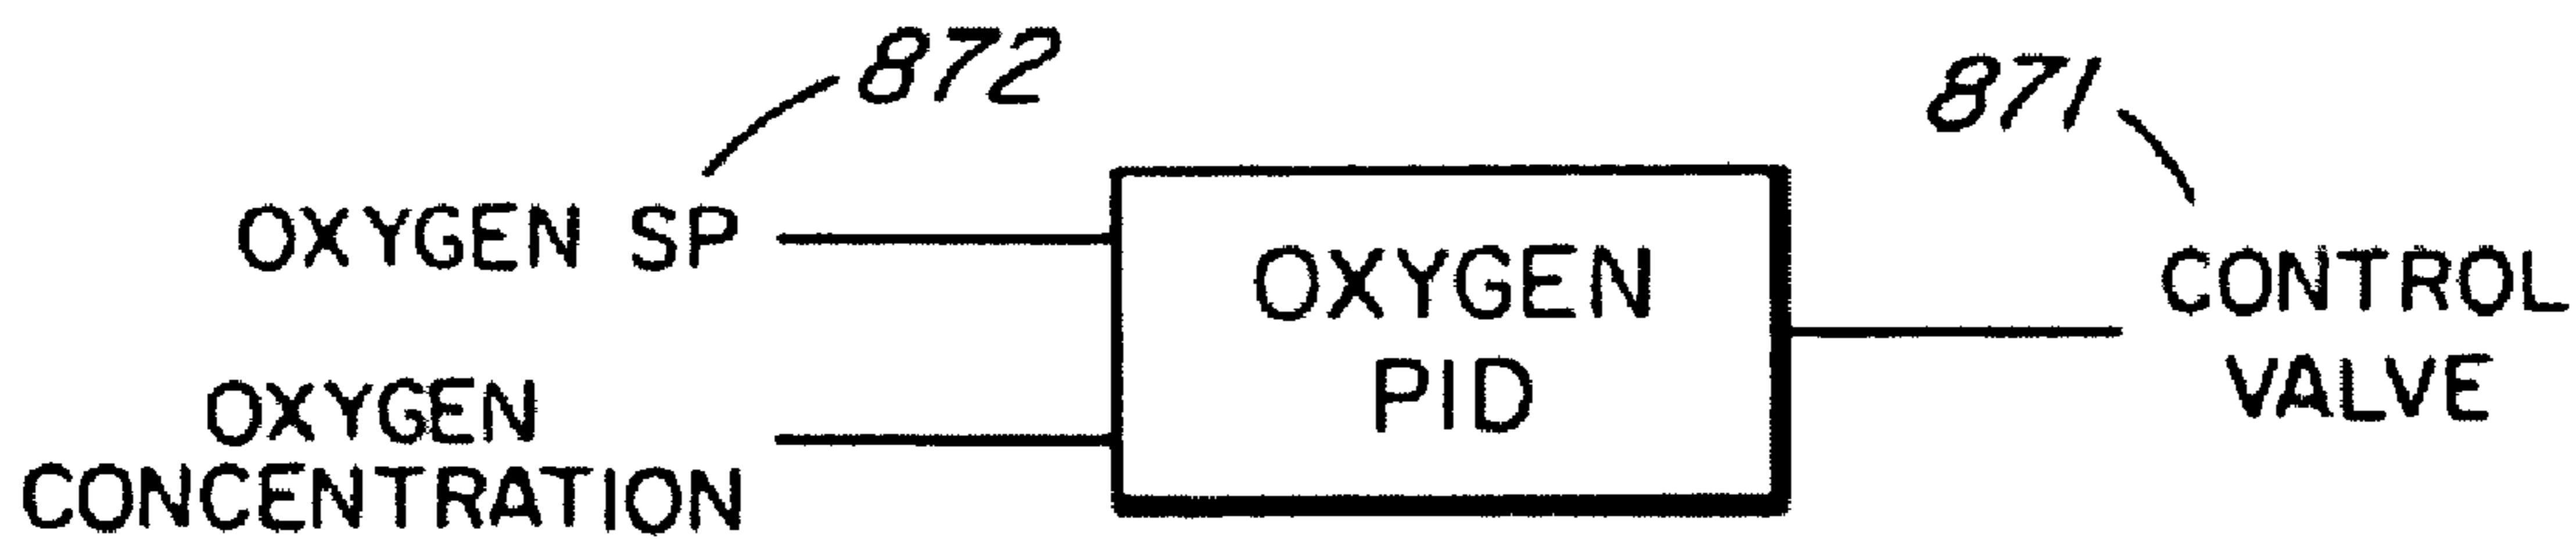 872
871
OXYGEN SP
OXYGEN
CONCENTRATION
OXYGEN
PID
CONTROL
VALVE